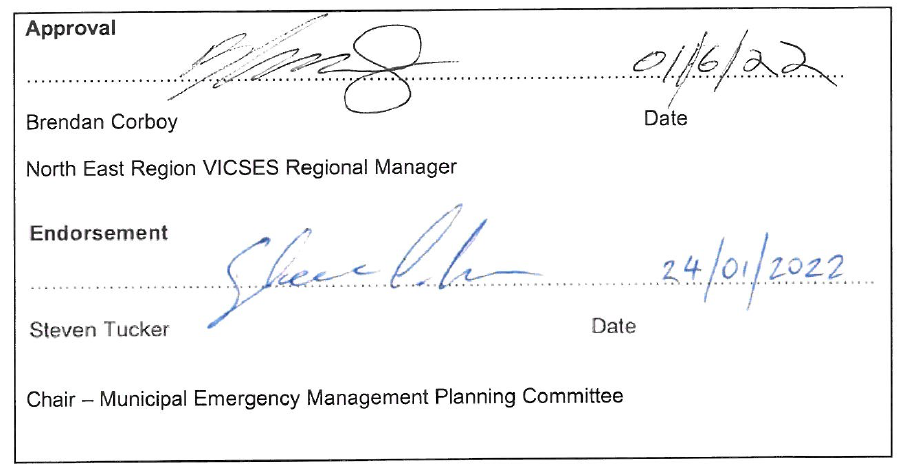 Approval
01/6/22
Brendan Corboy Date
North East Region VICSES Regional Manager
Endorsement
24/01/2022
Steven Tucker Date
Chair – Municipal Emergency Management Planning Committee